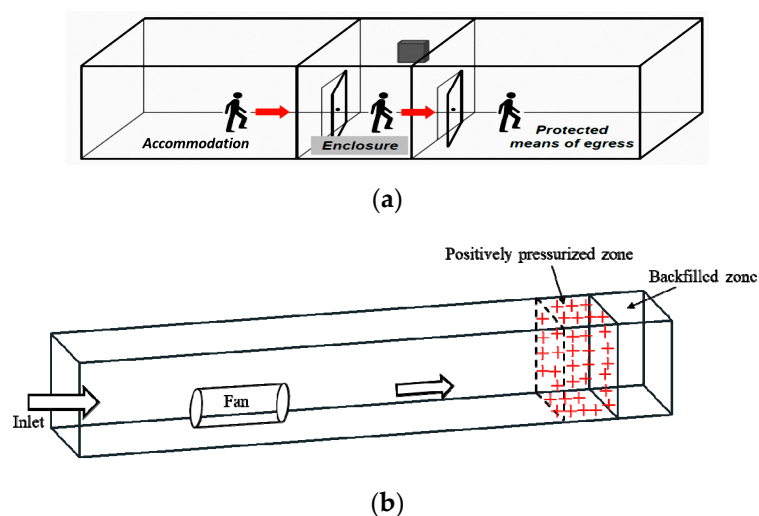 Accommodation
Enclosure
Protected
means of egress
(a)
Positively pressurized zone
Backfilled zone
Fan
Inlet
(b)